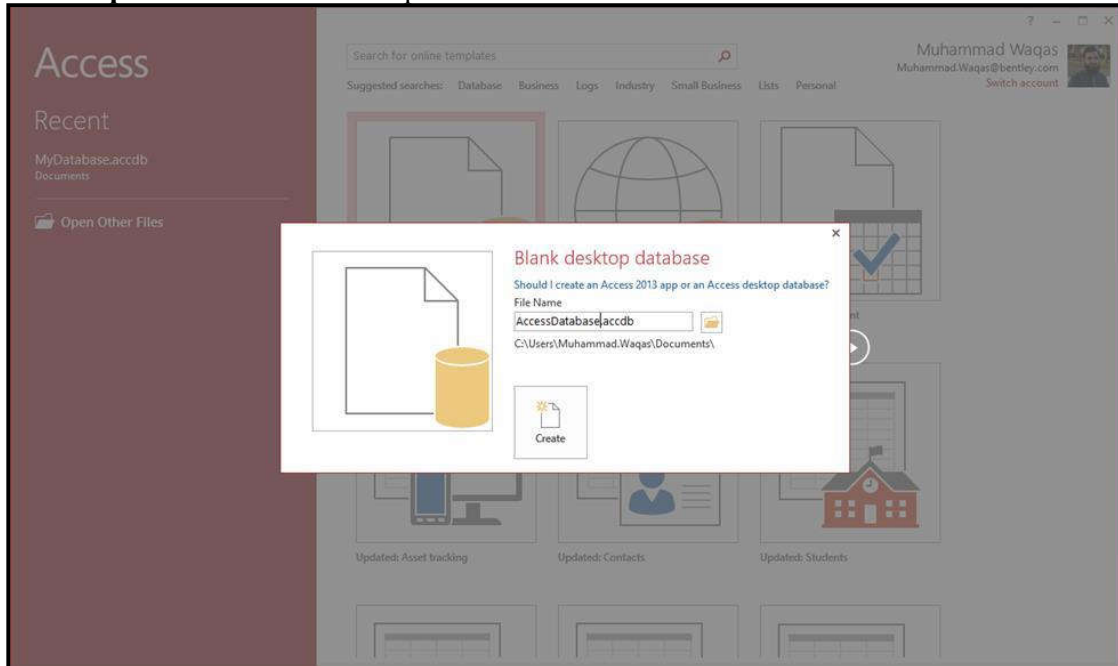 ? – □ ×
Access
Search for online templates
Muhammad Waqas
Muhammad.Waqas@bentley.com
Switch account
Suggested searches: Database Business Logs Industry Small Business Lists Personal
Recent
MyDatabase.accdb
Documents
Open Other Files
Blank desktop database
Should I create an Access 2013 app or an Access desktop database?
File Name
AccessDatabase.accdb
C:\Users\Muhammad.Waqas\Documents\
Create
Updated: Asset tracking
Updated: Contacts
Updated: Students